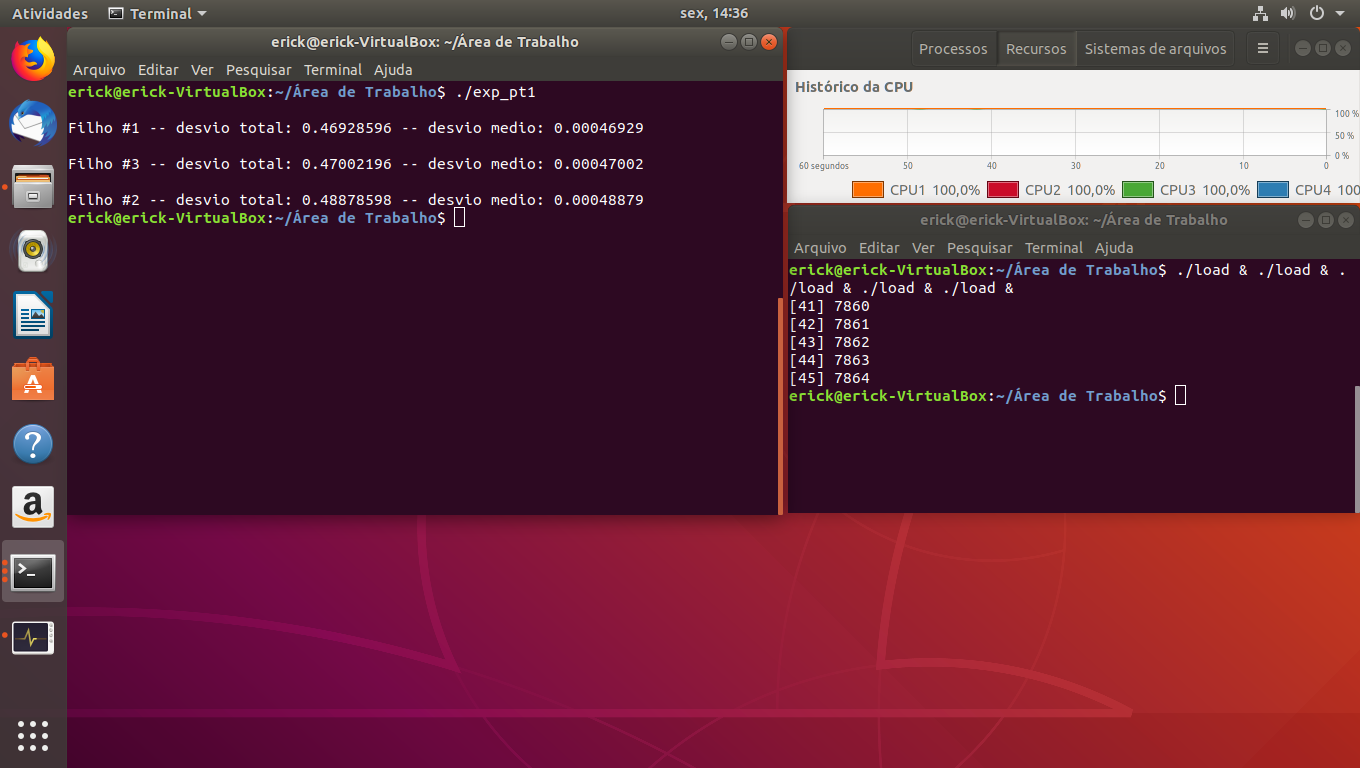 Atividades Terminal sex, 14:36
erick@erick-VirtualBox: ~/Área de Trabalho
Arquivo Editar Ver Pesquisar Terminal Ajuda
erick@erick-VirtualBox:~/Área de Trabalho$ ./exp_pt1
Filho #1 -- desvio total: 0.46928596 -- desvio medio: 0.00046929
Filho #3 -- desvio total: 0.47002196 -- desvio medio: 0.00047002
Filho #2 -- desvio total: 0.48878598 -- desvio medio: 0.00048879
erick@erick-VirtualBox:~/Área de Trabalho$
Processos Recursos Sistemas de arquivos
Histórico da CPU
100 %
50 %
0 %
60 segundos 50 40 30 20 10 0
CPU1 100,0% CPU2 100,0% CPU3 100,0% CPU4 100
erick@erick-VirtualBox: ~/Área de Trabalho
Arquivo Editar Ver Pesquisar Terminal Ajuda
erick@erick-VirtualBox:~/Área de Trabalho$ ./load & ./load & .
/load & ./load & ./load &
[41] 7860
[42] 7861
[43] 7862
[44] 7863
[45] 7864
erick@erick-VirtualBox:~/Área de Trabalho$